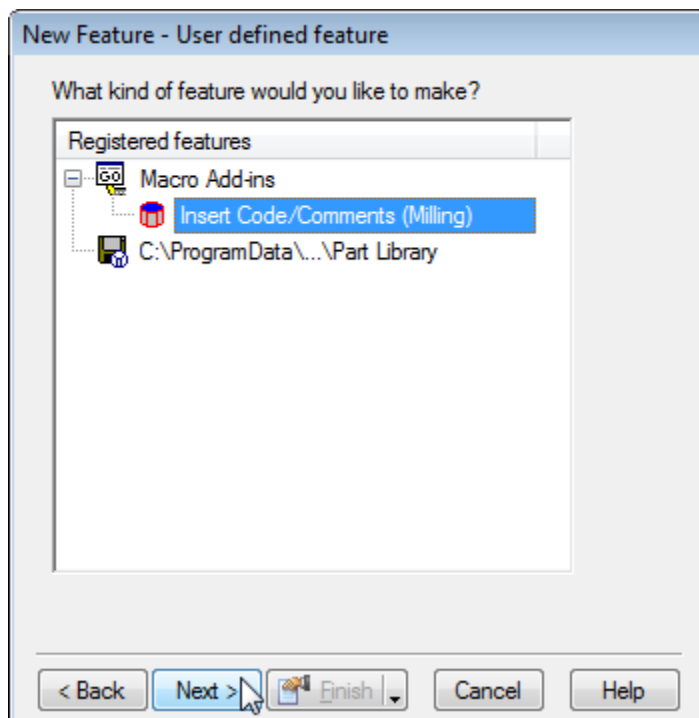 New Feature - User defined feature
What kind of feature would you like to make?
Registered features
Macro Add-ins
Insert Code/Comments (Milling)
C:\ProgramData\...\Part Library
< Back Next > Finish Cancel Help